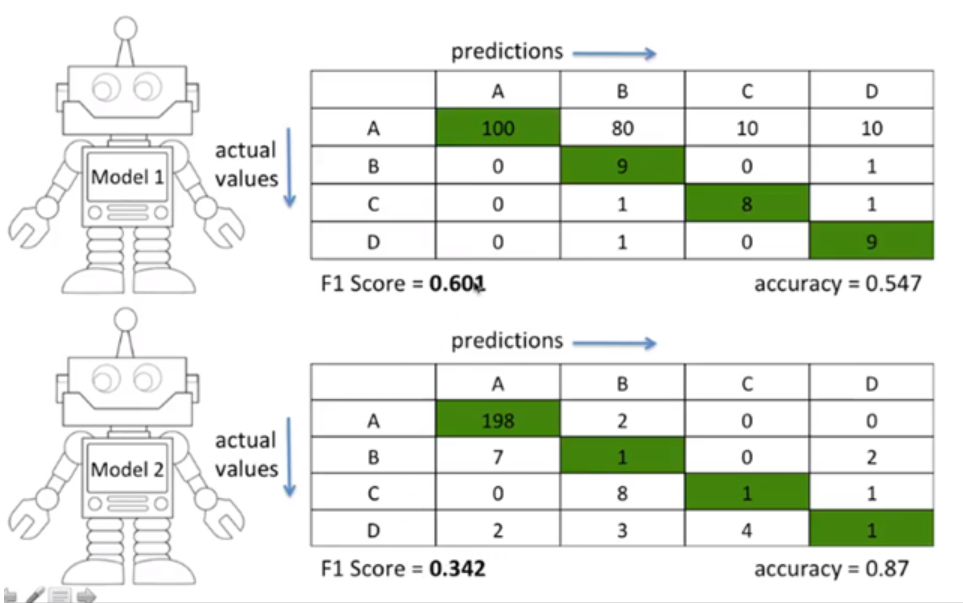 predictions
A B C D
A 100 80 10 10
B 0 9 0 1
C 0 1 8 1
D 0 1 0 9
actual
values
Model 1
F1 Score = 0.601
accuracy = 0.547
predictions
A B C D
A 198 2 0 0
B 7 1 0 2
C 0 8 1 1
D 2 3 4 1
actual
values
Model 2
F1 Score = 0.342
accuracy = 0.87